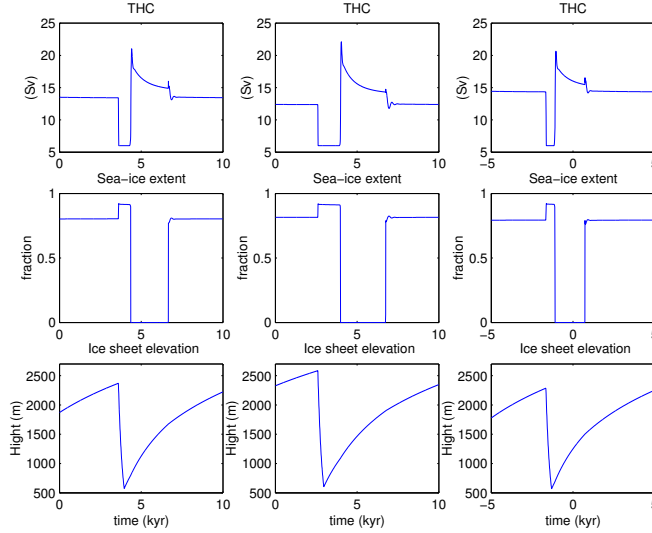 THC THC THC
25 25 25
20 20 20
15 15 15
10 10 10
5 5 5
(Sv) (Sv) (Sv)
0 5 10 0 5 10 -5 0 5
Sea-ice extent Sea-ice extent Sea-ice extent
1 1 1
0.5 0.5 0.5
0 0 0
fraction fraction fraction
0 5 10 0 5 10 -5 0 5
Ice sheet elevation Ice sheet elevation Ice sheet elevation
2500 2500 2500
2000 2000 2000
1500 1500 1500
1000 1000 1000
500 500 500
Hight (m) Hight (m) Hight (m)
0 5 10 0 5 10 -5 0 5
time (kyr) time (kyr) time (kyr)